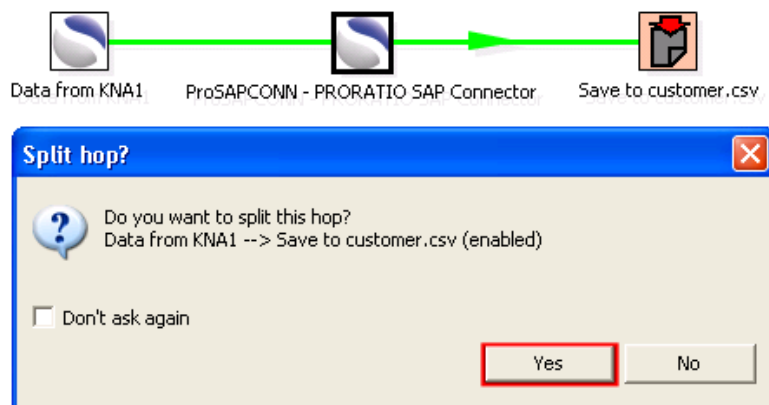 Data from KNA1 ProSAPCONN - PRORATIO SAP Connector Save to customer.csv
Split hop?
Do you want to split this hop?
Data from KNA1 --> Save to customer.csv (enabled)
Don't ask again
Yes No